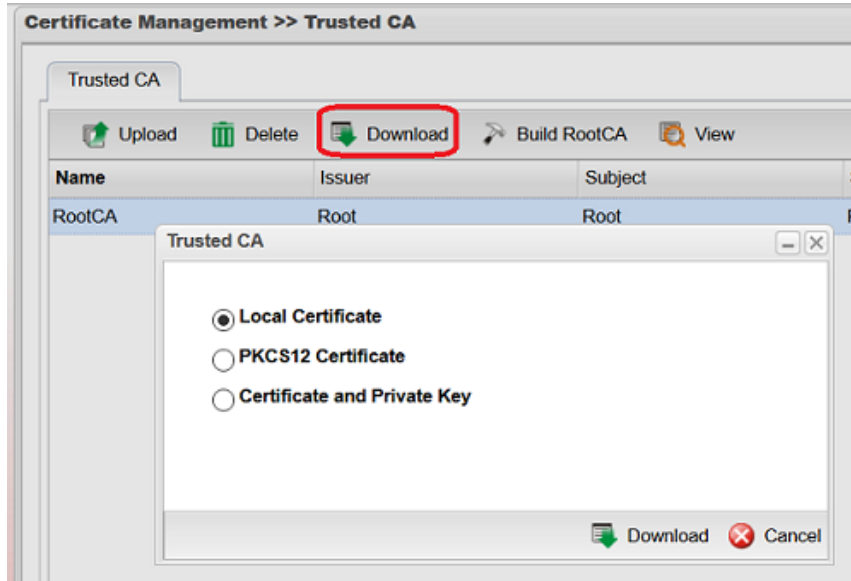 Certificate Management >> Trusted CA
Trusted CA
Upload Delete Download Build RootCA View
Name Issuer Subject
RootCA Root Root
Trusted CA
Local Certificate
PKCS12 Certificate
Certificate and Private Key
Download Cancel